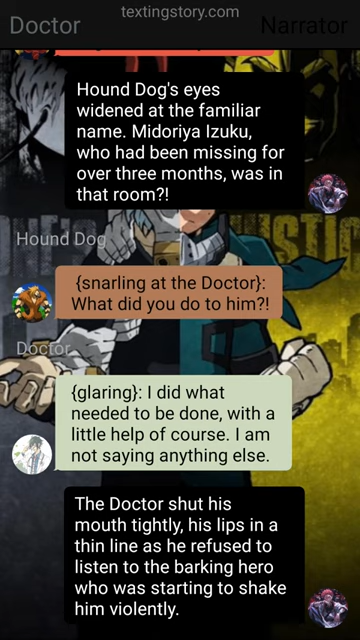 textingstory.com
Doctor
Narrator
Hound Dog's eyes
widened at the familiar
name. Midoriya Izuku,
who had been missing for
over three months, was in
that room?!
Hound Dog
{snarling at the Doctor}:
What did you do to him?!
Doctor
{glaring}: I did what
needed to be done, with a
little help of course. I am
not saying anything else.
The Doctor shut his
mouth tightly, his lips in a
thin line as he refused to
listen to the barking hero
who was starting to shake
him violently.